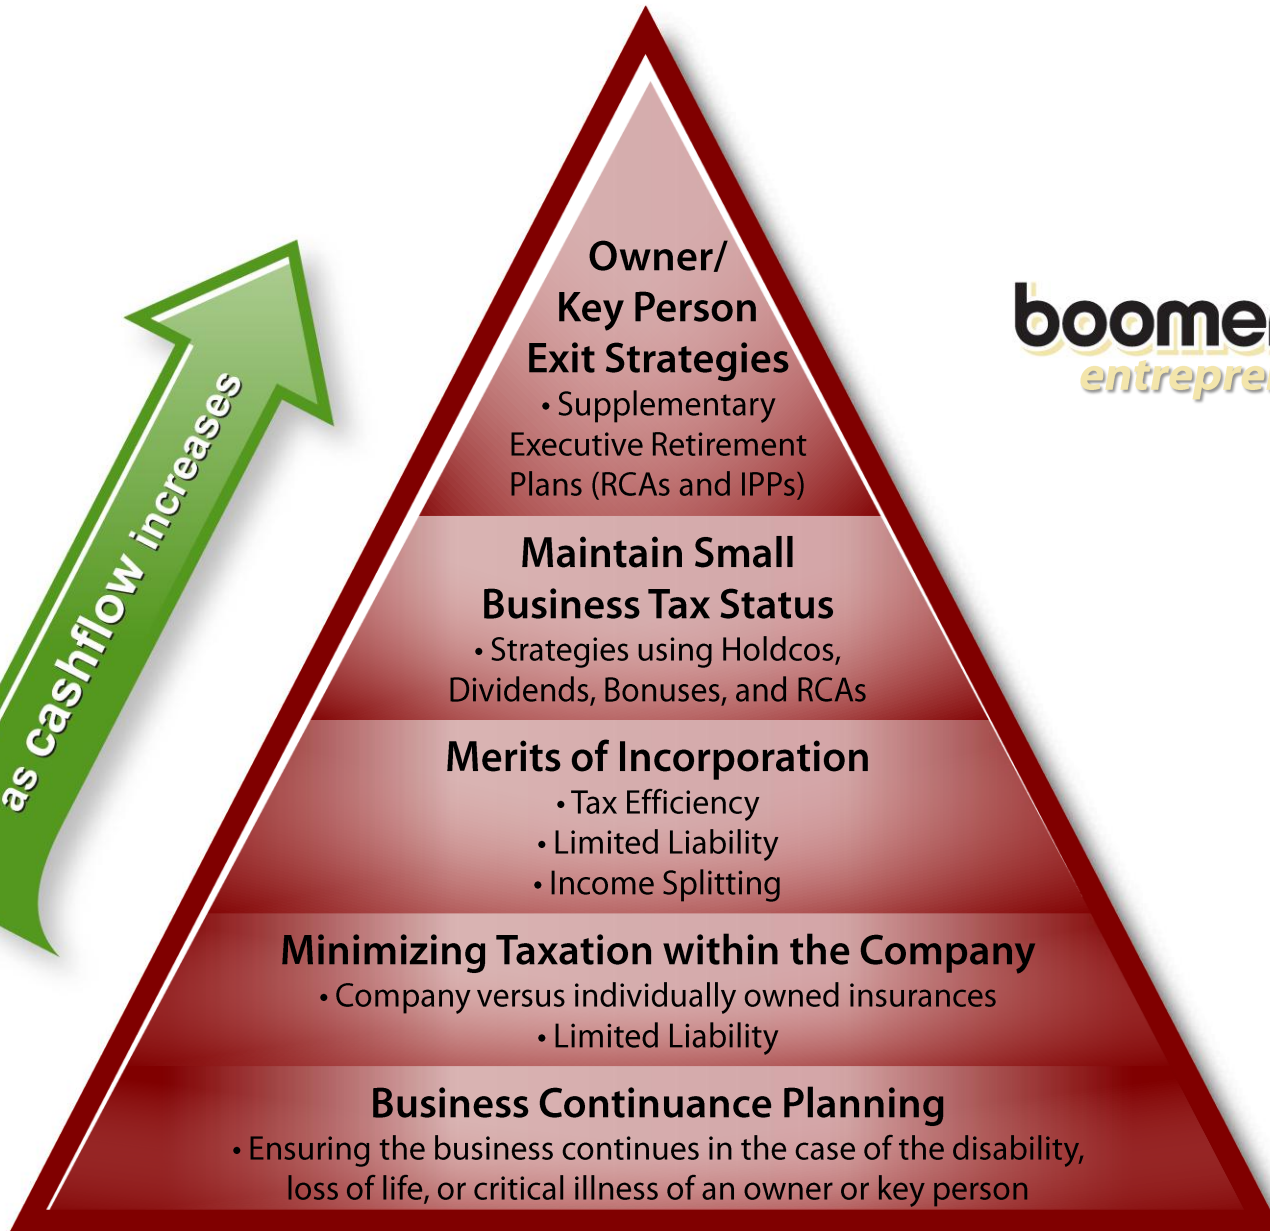 Owner/
Key Person
Exit Strategies
• Supplementary
Executive Retirement
Plans (RCAs and IPPs)
as cashflow increases
Maintain Small
Business Tax Status
• Strategies using Holdcos,
Dividends, Bonuses, and RCAs
Merits of Incorporation
• Tax Efficiency
• Limited Liability
• Income Splitting
Minimizing Taxation within the Company
• Company versus individually owned insurances
• Limited Liability
Business Continuance Planning
• Ensuring the business continues in the case of the disability,
loss of life, or critical illness of an owner or key person